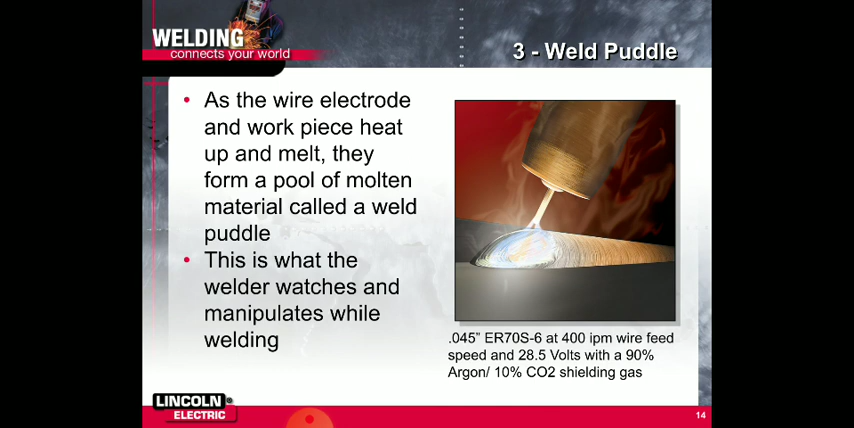 WELDING
connects your world
3 - Weld Puddle
• As the wire electrode
and work piece heat
up and melt, they
form a pool of molten
material called a weld
puddle
• This is what the
welder watches and
manipulates while
welding
.045” ER70S-6 at 400 ipm wire feed
speed and 28.5 Volts with a 90%
Argon/ 10% CO2 shielding gas
LINCOLN®
ELECTRIC
14